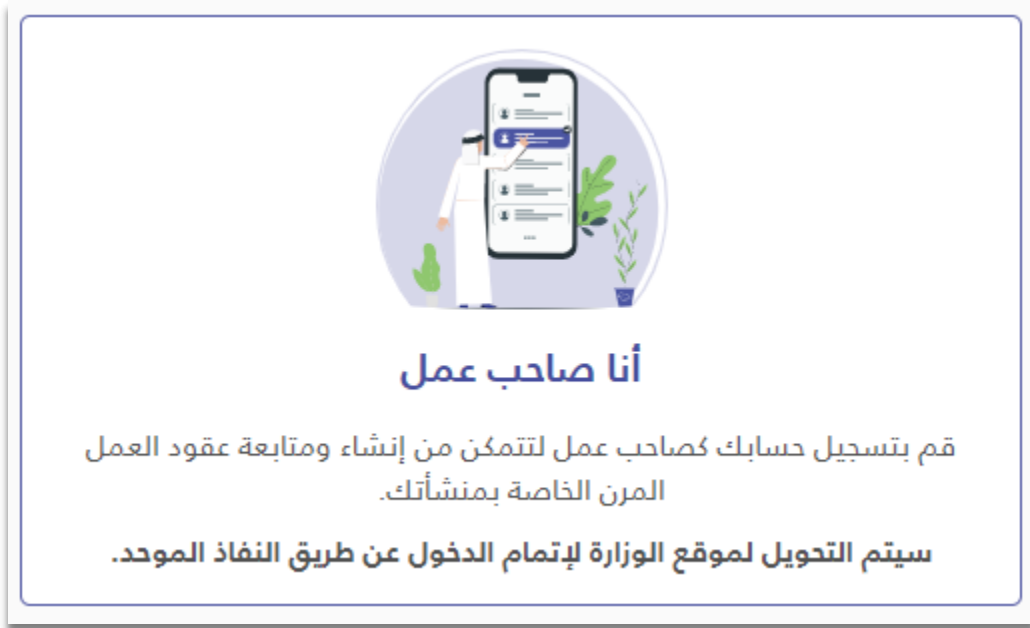 أنا صاحب عمل
قم بتسجيل حسابك كصاحب عمل لتتمكن من إنشاء ومتابعة عقود العمل
المرن الخاصة بمنشأتك.
سيتم التحويل لموقع الوزارة لإتمام الدخول عن طريق النفاذ الموحد.